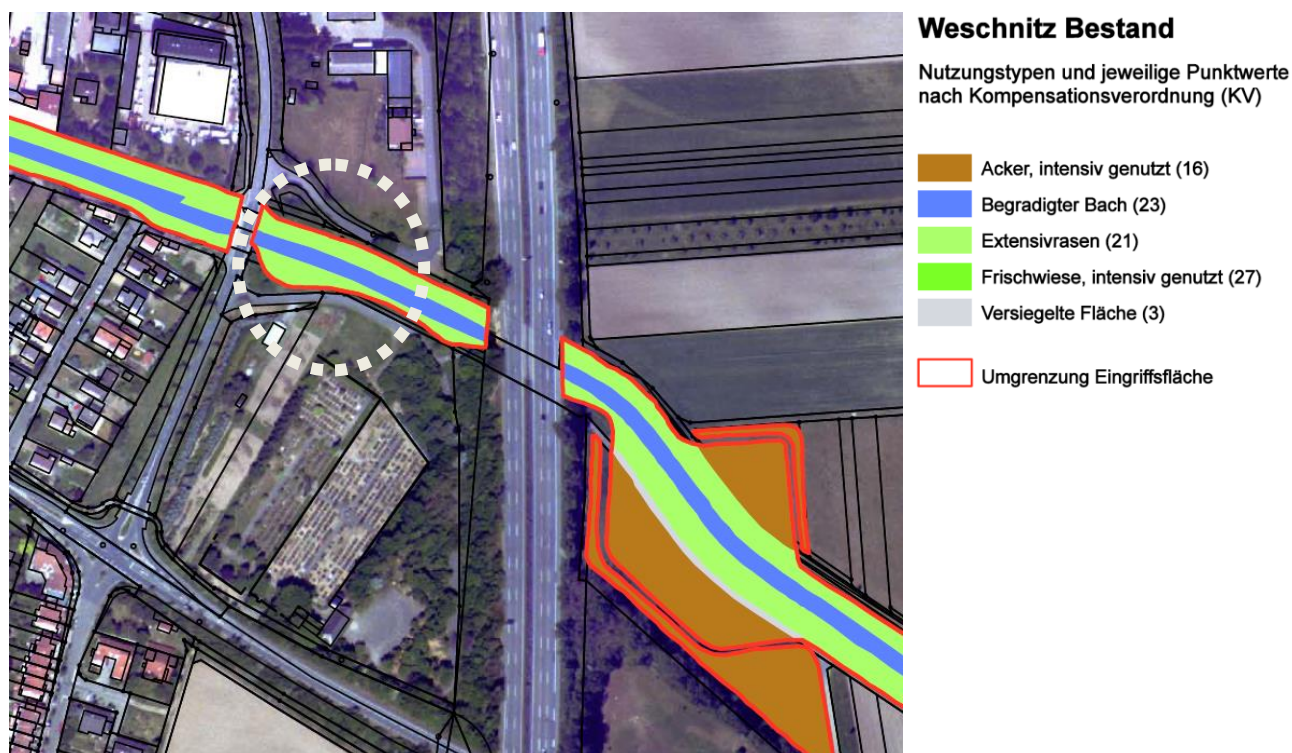 Weschnitz Bestand
Nutzungstypen und jeweilige Punktwerte
nach Kompensationsverordnung (KV)
Acker, intensiv genutzt (16)
Begradigter Bach (23)
Extensivrasen (21)
Frischwiese, intensiv genutzt (27)
Versiegelte Fläche (3)
Umgrenzung Eingriffsfläche